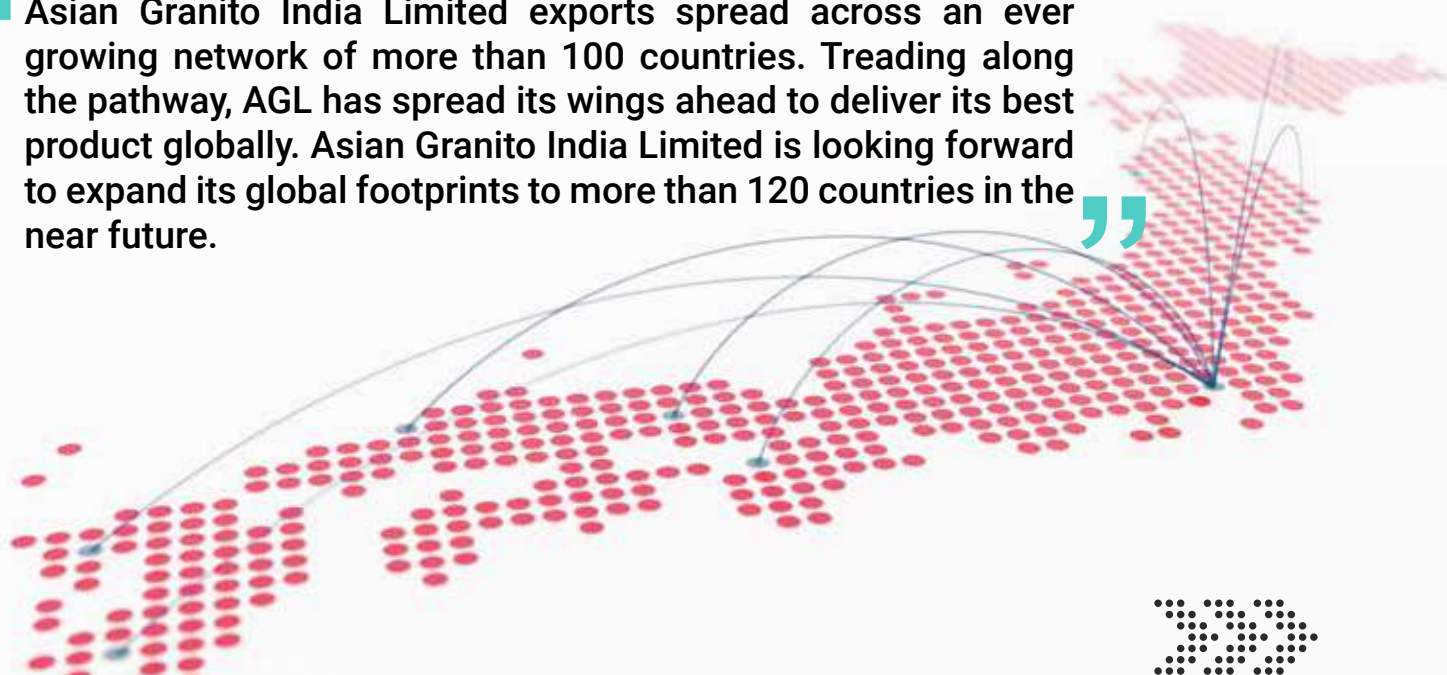 Asian Granito India Limited exports spread across an ever
growing network of more than 100 countries. Treading along
the pathway, AGL has spread its wings ahead to deliver its best
product globally. Asian Granito India Limited is looking forward
to expand its global footprints to more than 120 countries in the
near future.
”